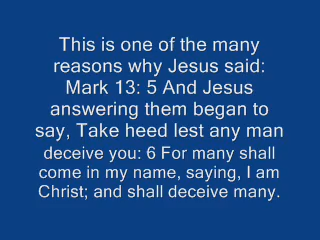 This is one of the many
reasons why Jesus said:
Mark 13: 5 And Jesus
answering them began to
say, Take heed lest any man
deceive you: 6 For many shall
come in my name, saying, I am
Christ; and shall deceive many.